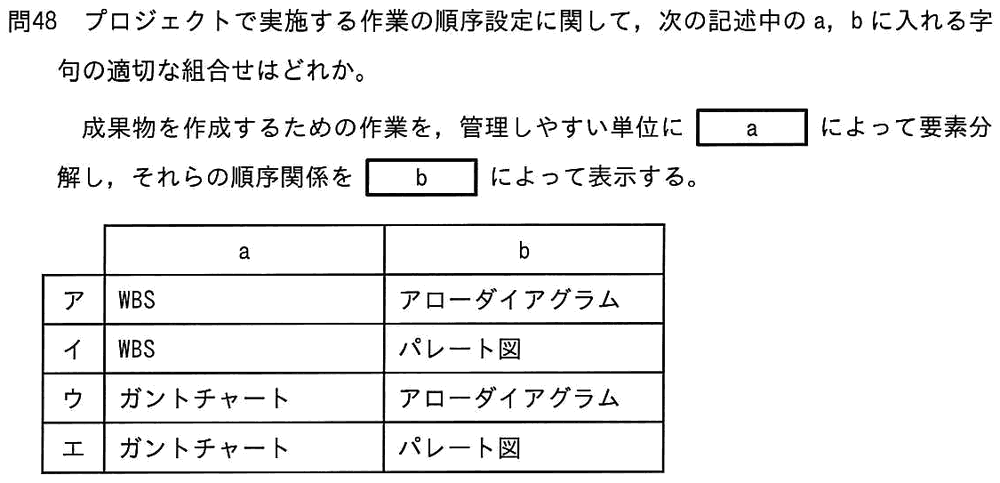 問48　プロジェクトで実施する作業の順序設定に関して，次の記述中のa，bに入れる字
句の適切な組合せはどれか。
成果物を作成するための作業を，管理しやすい単位に a によって要素分
解し，それらの順序関係を b によって表示する。
a b
ア WBS アローダイアグラム
イ WBS パレート図
ウ ガントチャート アローダイアグラム
エ ガントチャート パレート図